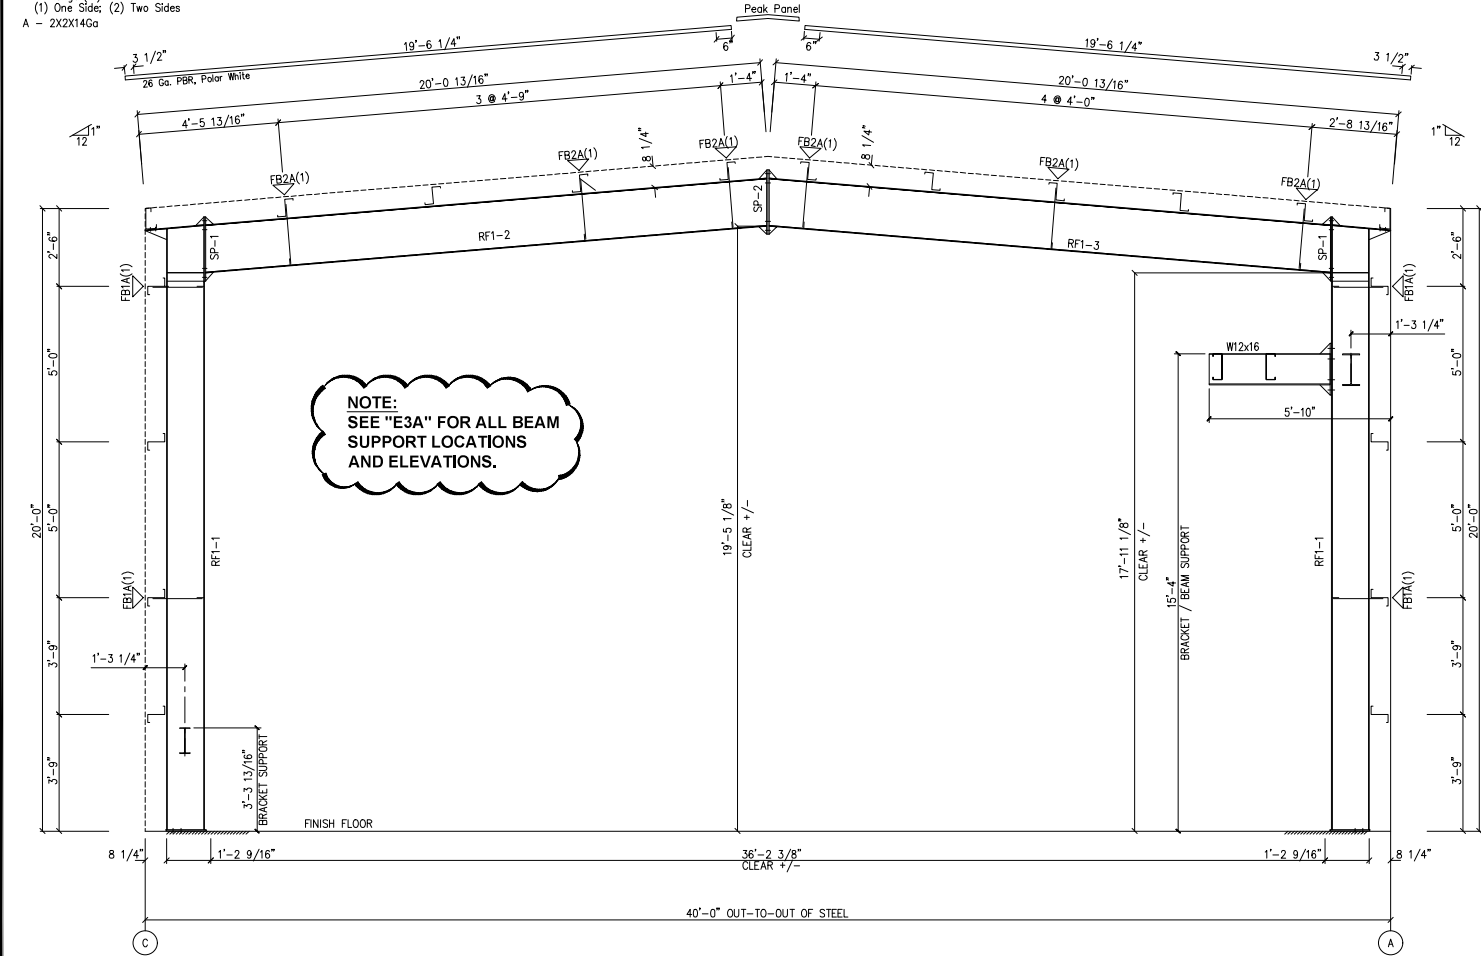 (1) One Side; (2) Two Sides
A - 2X2X14Ga
Peak Panel
3 1/2"
19'-6 1/4"
6"
6"
19'-6 1/4"
3 1/2"
26 Ga. PBR, Polar White
20'-0 13/16"
1'-4"
1'-4"
20'-0 13/16"
3 @ 4'-9"
4 @ 4'-0"
4'-5 13/16"
2'-8 13/16"
1"
12
1"
12
FB2A(1)
FB2A(1)
8 1/4"
FB2A(1)
FB2A(1)
8 1/4"
FB2A(1)
FB2A(1)
SP-1
RF1-2
SP-2
RF1-3
SP-1
2'-6"
2'-6"
FB1A(1)
FB1A(1)
1'-3 1/4"
W12x16
5'-0"
5'-0"
5'-10"
NOTE:
SEE "E3A" FOR ALL BEAM
SUPPORT LOCATIONS
AND ELEVATIONS.
20'-0"
5'-0"
RF1-1
19'-5 1/8"
CLEAR +/-
17'-11 1/8"
CLEAR +/-
15'-4"
BRACKET / BEAM SUPPORT
RF1-1
5'-0"
20'-0"
FB1A(1)
FB1A(1)
3'-9"
3'-9"
1'-3 1/4"
3'-9"
3'-3 13/16"
BRACKET SUPPORT
3'-9"
FINISH FLOOR
8 1/4"
1'-2 9/16"
36'-2 3/8"
CLEAR +/-
1'-2 9/16"
8 1/4"
40'-0" OUT-TO-OUT OF STEEL
C
A